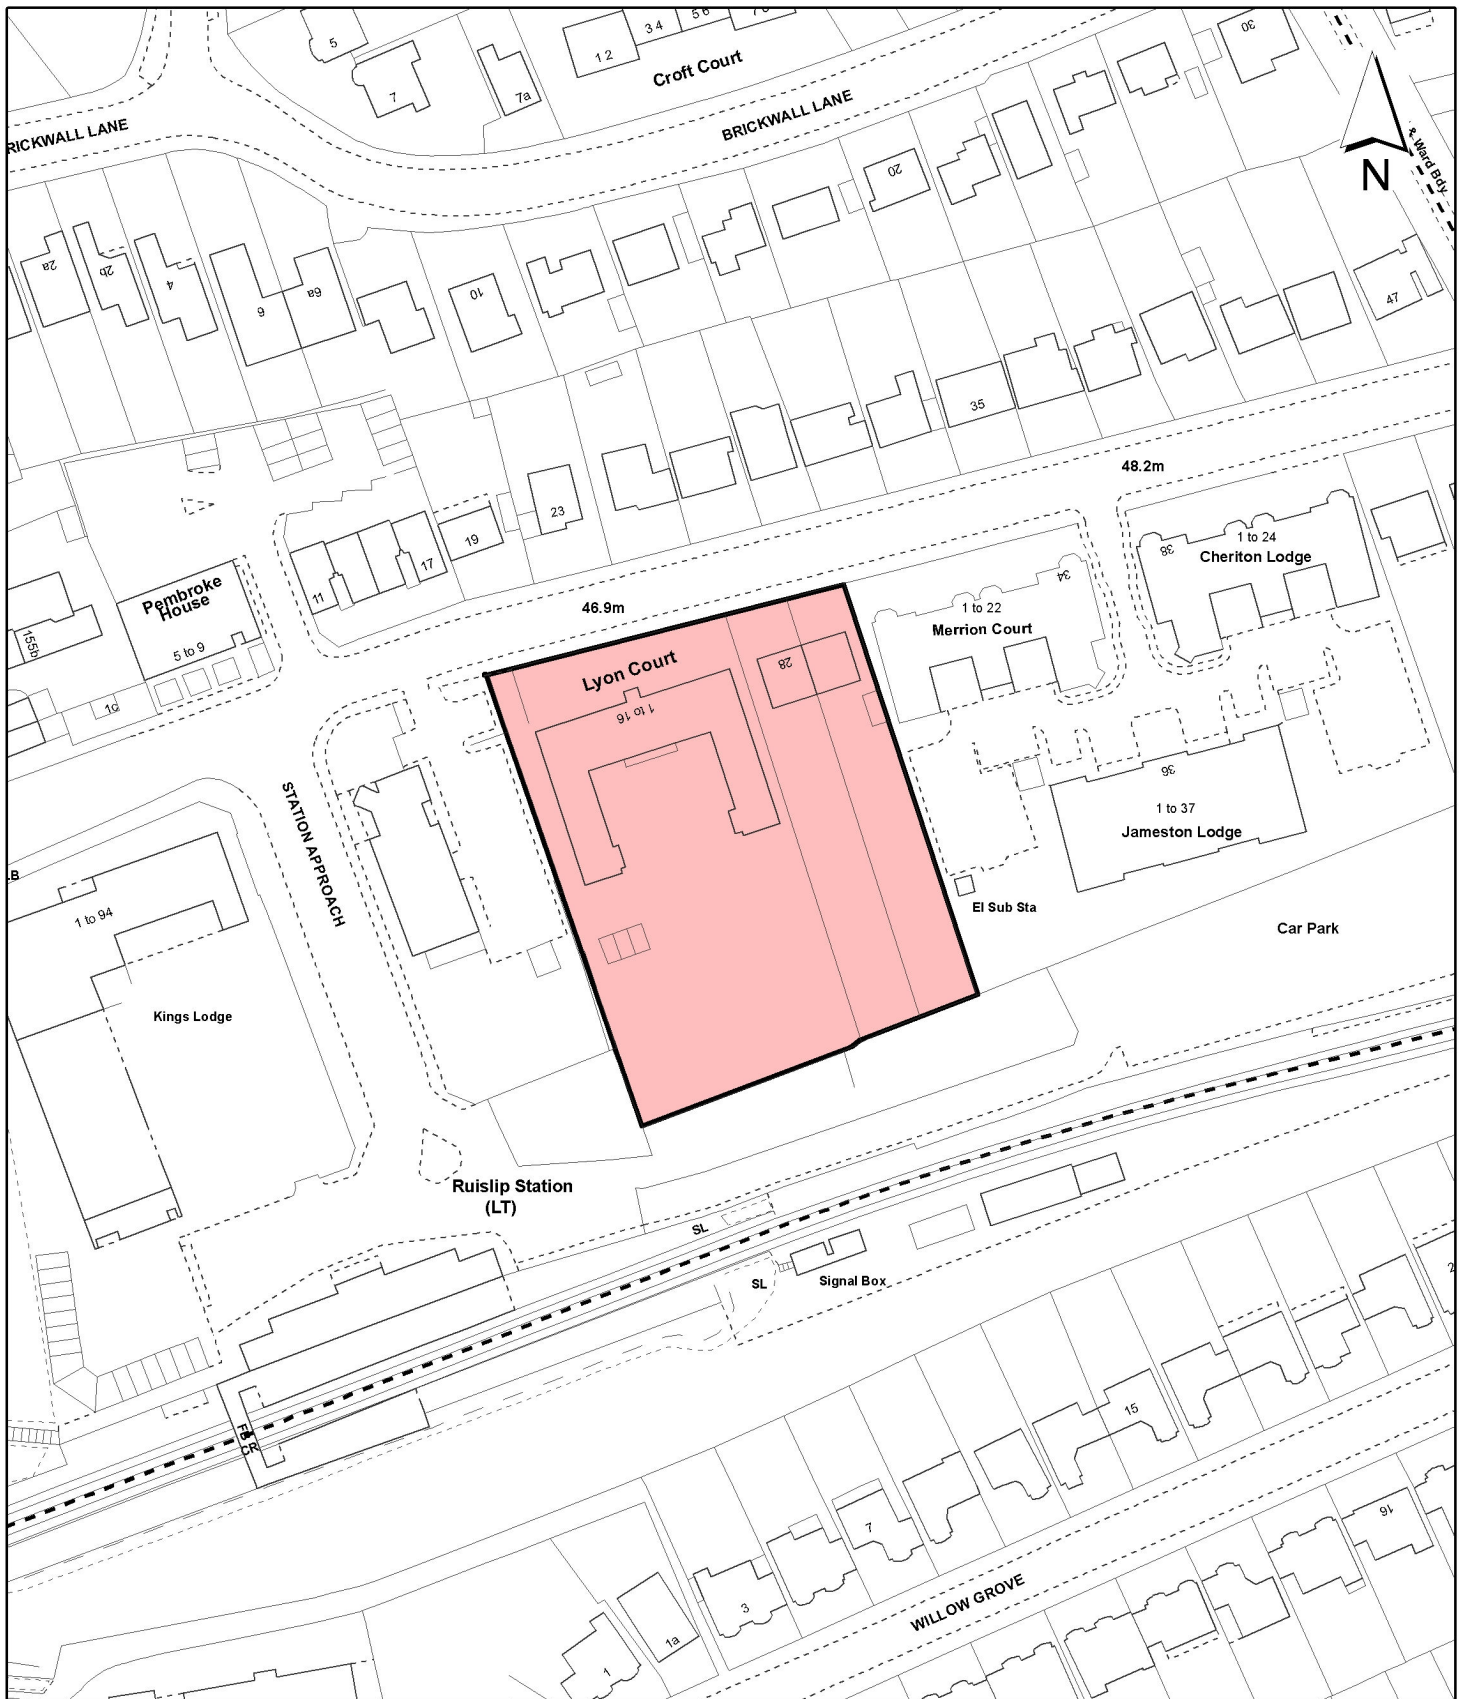 5
7
7a
1 2
3 4
5 6
Croft Court
30
RICKWALL LANE
BRICKWALL LANE
& Ward Bdy
N
2a
2b
4
6
6a
10
20
47
35
23
19
17
11
48.2m
46.9m
Pembroke
House
5 to 9
155b
1c
Lyon Court
1 to 16
28
34
1 to 22
Merrion Court
38
1 to 24
Cheriton Lodge
36
1 to 37
Jameston Lodge
El Sub Sta
Car Park
STATION APPROACH
LB
1 to 94
Kings Lodge
Ruislip Station
(LT)
SL
SL
Signal Box
FB
CR
15
7
3
1a
1
16
WILLOW GROVE